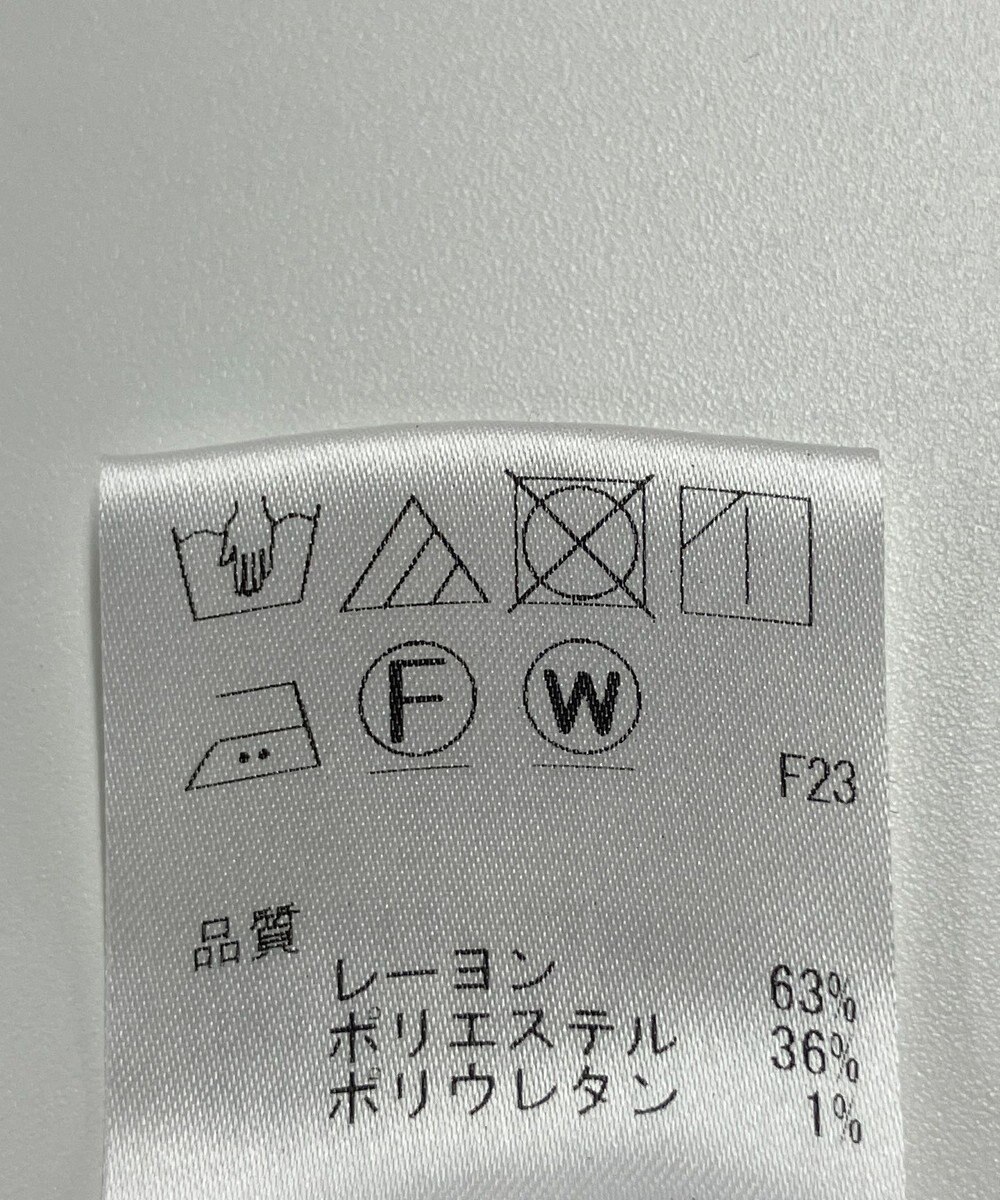 F W
F23
品質
レーヨン 63%
ポリエステル 36%
ポリウレタン 1%